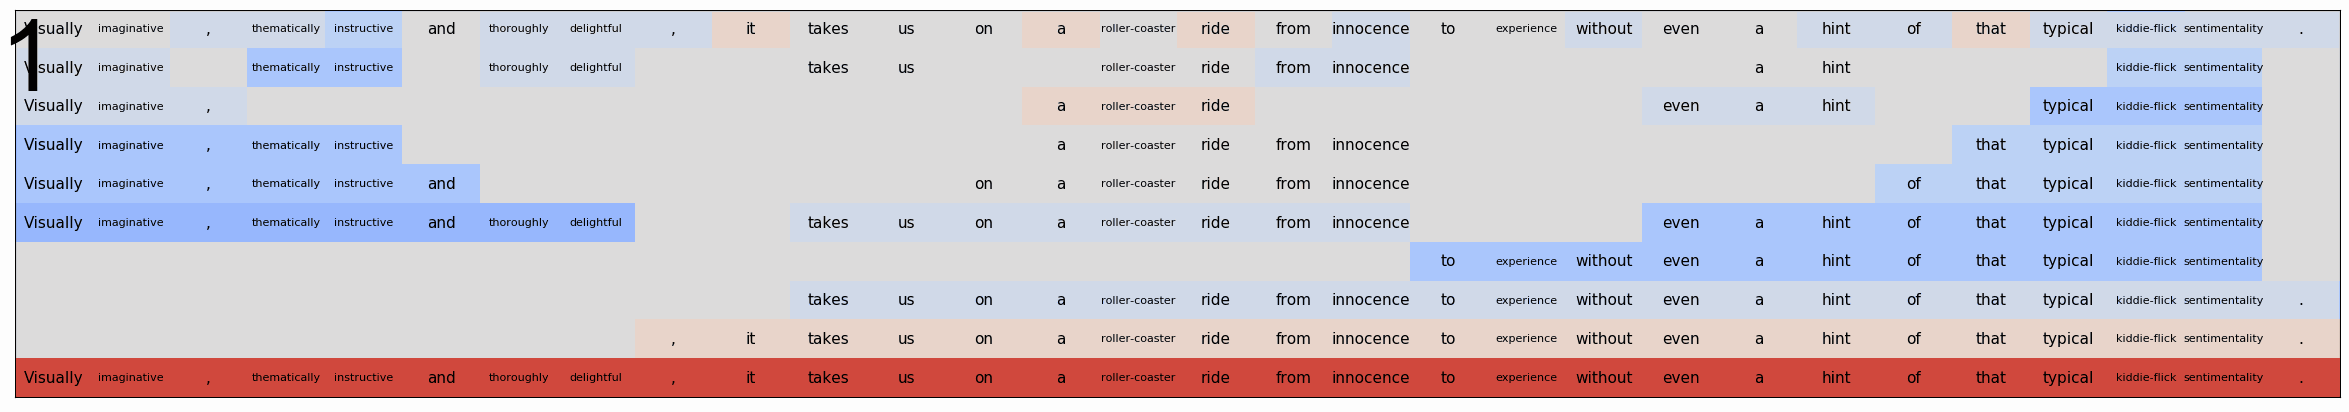 1
Visually imaginative , thematically instructive and thoroughly delightful , it takes us on a roller-coaster ride from innocence to experience without even a hint of that typical kiddie-flick sentimentality .
Visually imaginative thematically instructive thoroughly delightful takes us roller-coaster ride from innocence a hint kiddie-flick sentimentality
Visually imaginative , a roller-coaster ride even a hint typical kiddie-flick sentimentality
Visually imaginative , thematically instructive a roller-coaster ride from innocence that typical kiddie-flick sentimentality
Visually imaginative , thematically instructive and on a roller-coaster ride from innocence of that typical kiddie-flick sentimentality
Visually imaginative , thematically instructive and thoroughly delightful takes us on a roller-coaster ride from innocence even a hint of that typical kiddie-flick sentimentality
to experience without even a hint of that typical kiddie-flick sentimentality
takes us on a roller-coaster ride from innocence to experience without even a hint of that typical kiddie-flick sentimentality .
, it takes us on a roller-coaster ride from innocence to experience without even a hint of that typical kiddie-flick sentimentality .
Visually imaginative , thematically instructive and thoroughly delightful , it takes us on a roller-coaster ride from innocence to experience without even a hint of that typical kiddie-flick sentimentality .